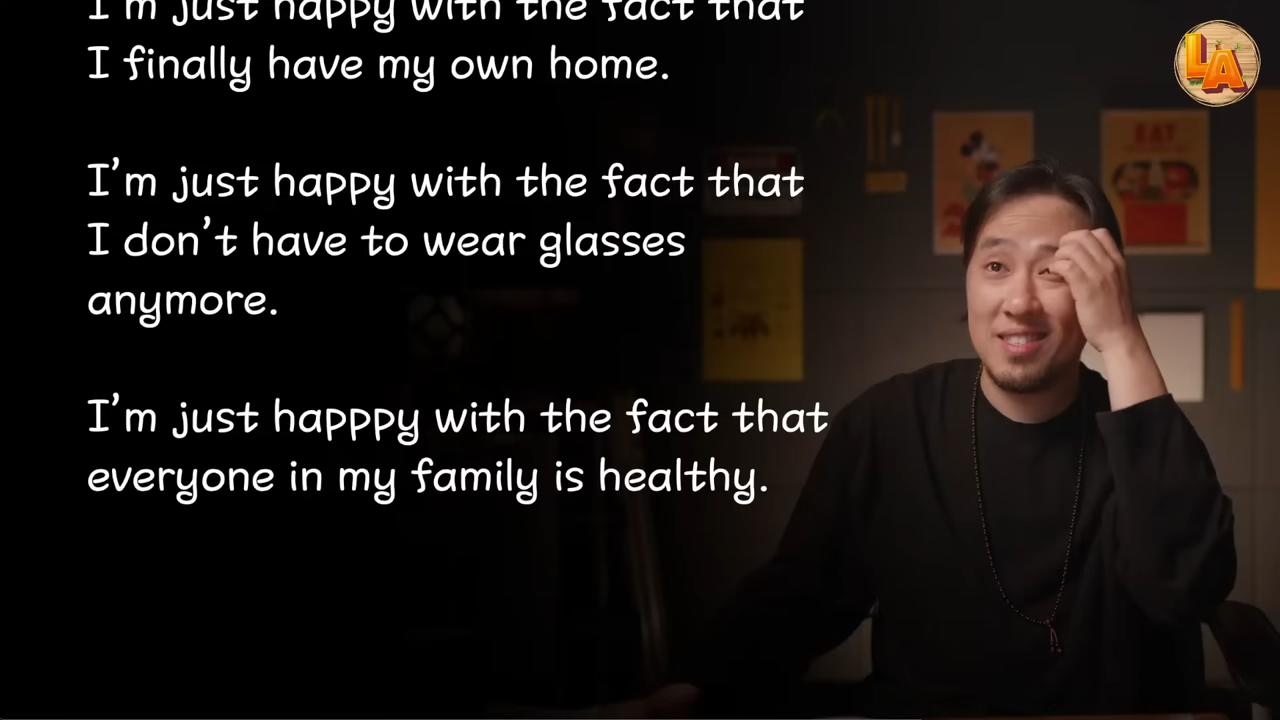 I'm just happy with the fact that
I finally have my own home.
I'm just happy with the fact that
I don't have to wear glasses
anymore.
I'm just happpy with the fact that
everyone in my family is healthy.
LA
EAT